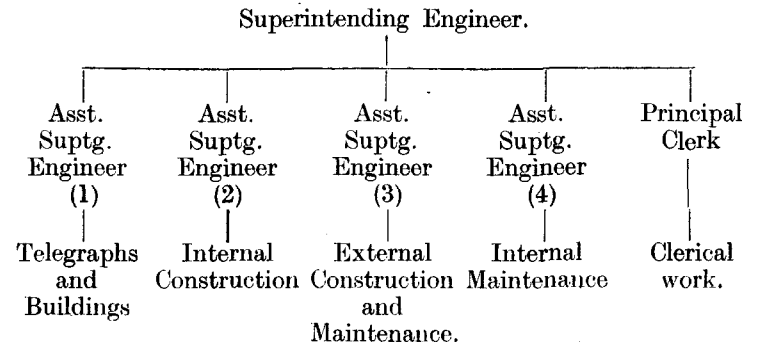 Superintending Engineer.
Asst. Asst. Asst. Asst. Principal
Suptg. Suptg. Suptg. Suptg. Clerk
Engineer Engineer Engineer Engineer
(1) (2) (3) (4)
Telegraphs Internal External Internal Clerical
and Construction Construction Maintenance work.
Buildings and
Maintenance.